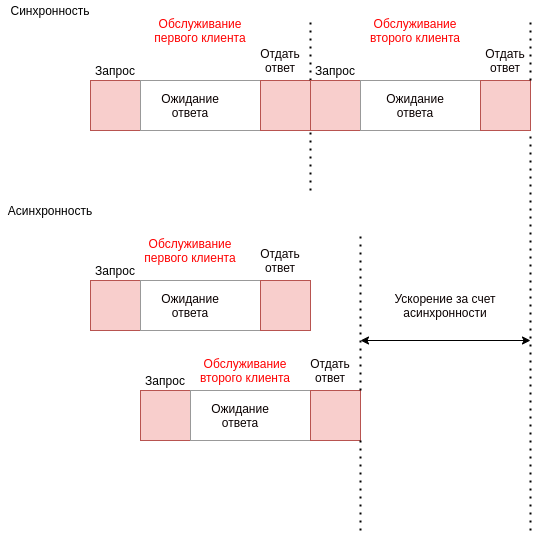 Синхронность
Обслуживание
первого клиента
Обслуживание
второго клиента
Запрос
Отдать
ответ
Запрос
Отдать
ответ
Ожидание
ответа
Ожидание
ответа
Асинхронность
Обслуживание
первого клиента
Запрос
Отдать
ответ
Ожидание
ответа
Ускорение за счет
асинхронности
Обслуживание
второго клиента
Запрос
Отдать
ответ
Ожидание
ответа